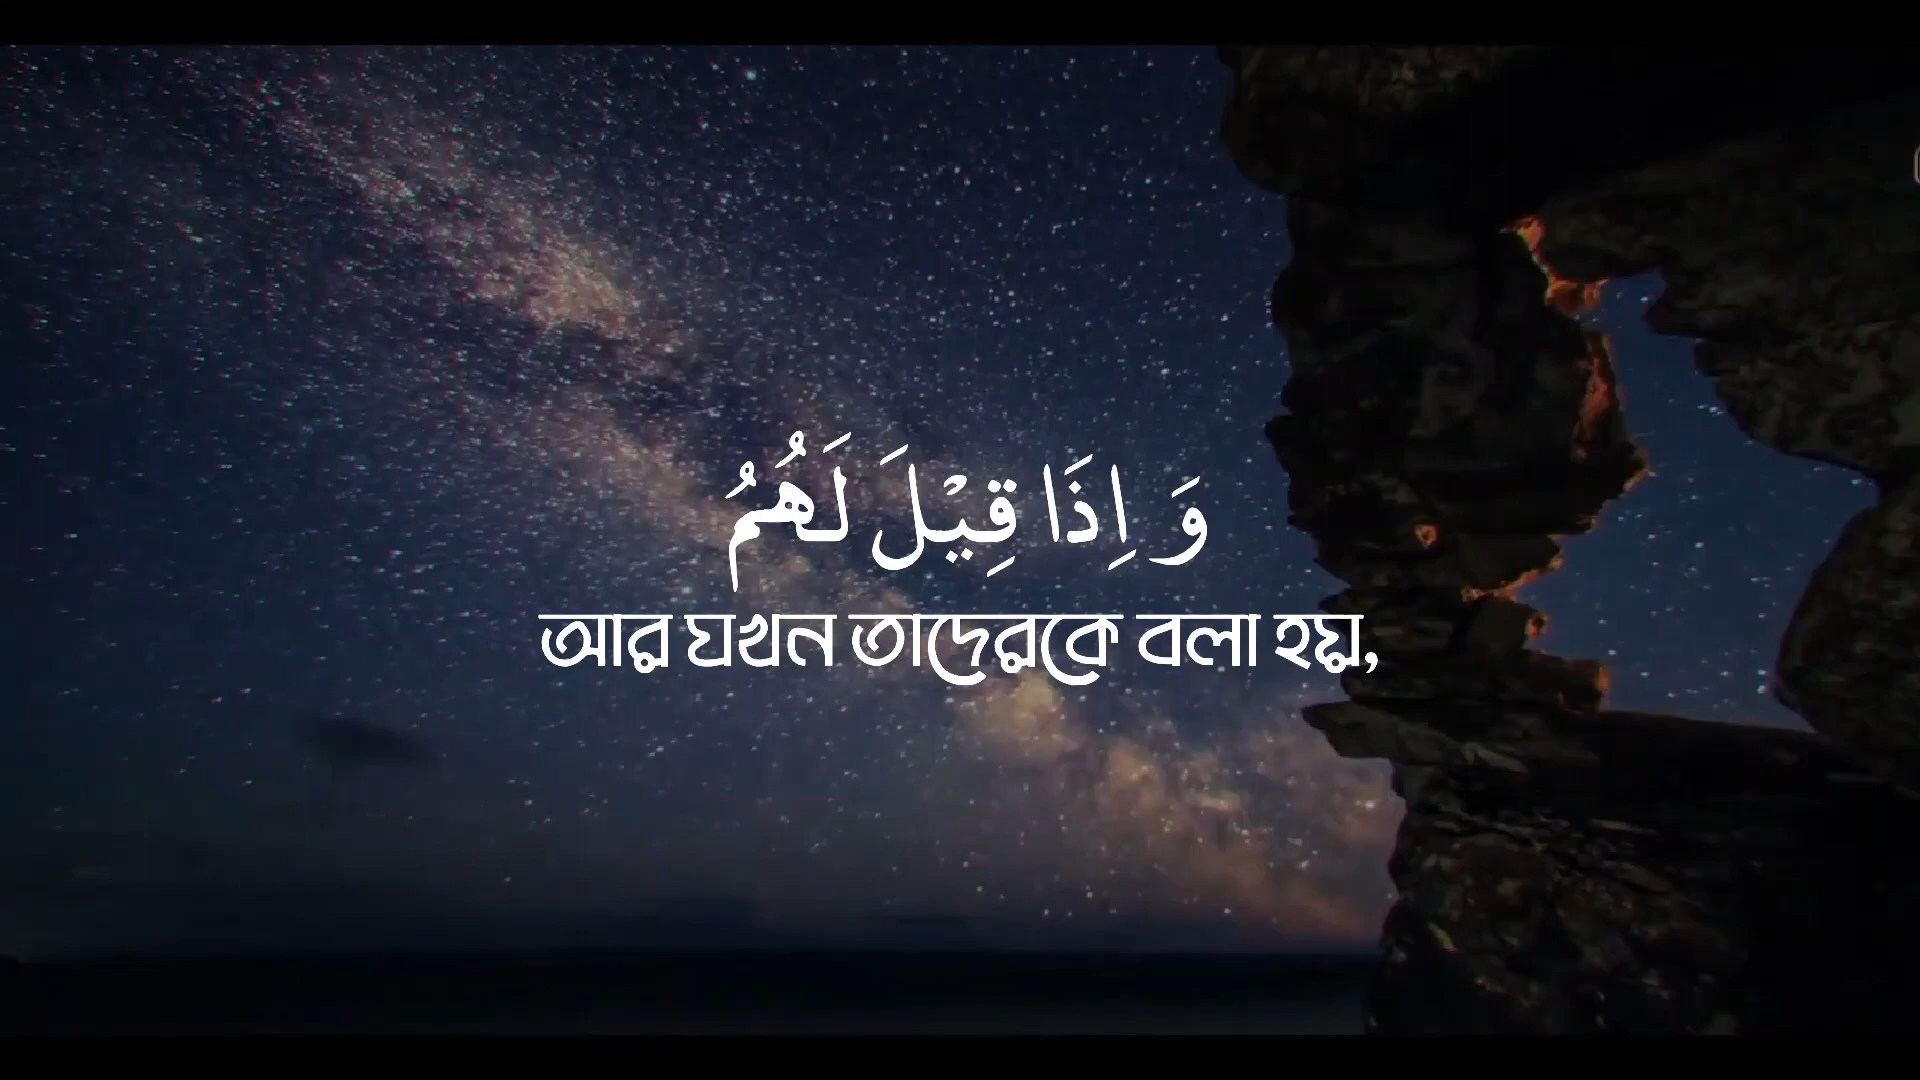 وَ اِذَا قِيْلَ لَهُمُ
আর যখন তাদেরকে বলা হয়,